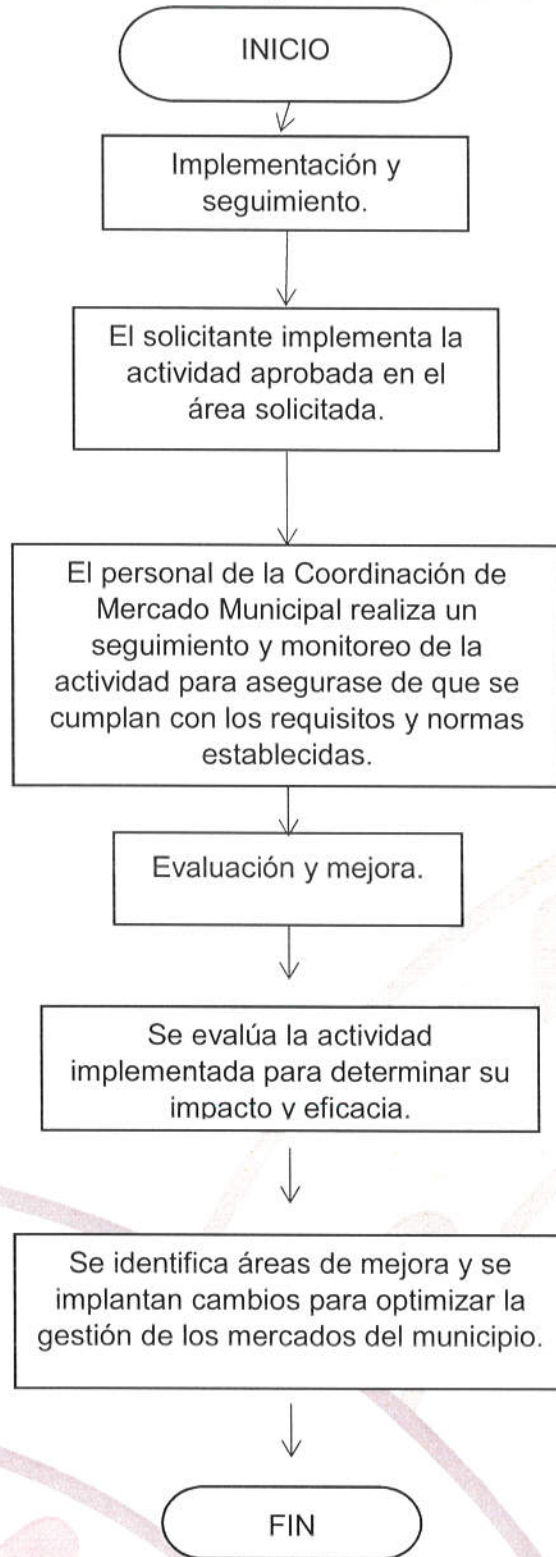 INICIO
Implementación y
seguimiento.
El solicitante implementa la
actividad aprobada en el
área solicitada.
El personal de la Coordinación de
Mercado Municipal realiza un
seguimiento y monitoreo de la
actividad para asegurase de que se
cumplan con los requisitos y normas
establecidas.
Evaluación y mejora.
Se evalúa la actividad
implementada para determinar su
impacto y eficacia.
Se identifica áreas de mejora y se
implantan cambios para optimizar la
gestión de los mercados del municipio.
FIN